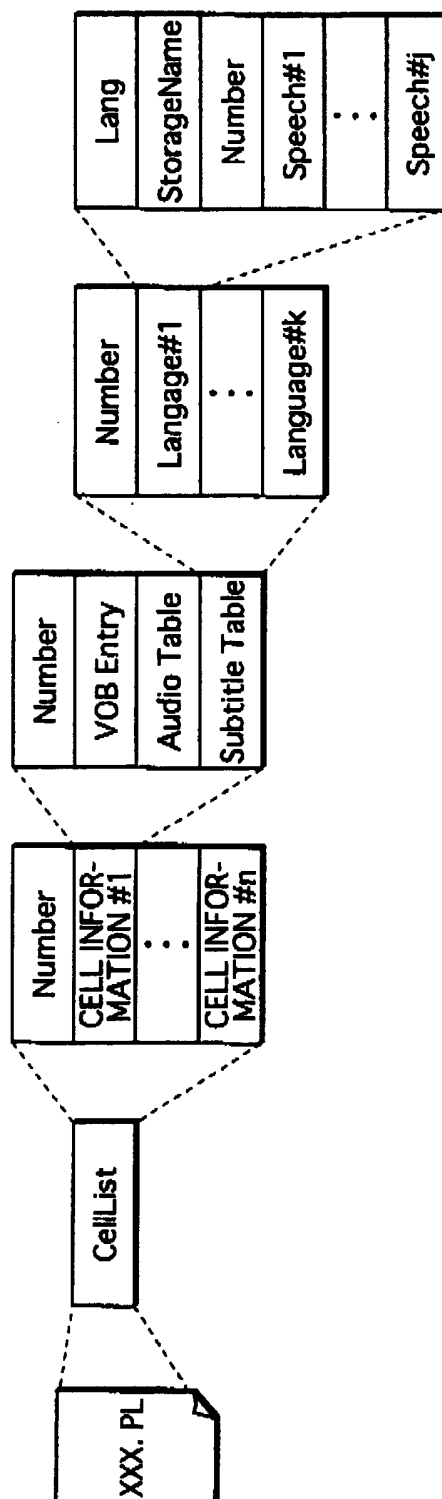 XXX. PL
CellList
Number
CELL INFOR-
MATION #1
...
CELL INFOR-
MATION #n
Number
VOB Entry
Audio Table
Subtitle Table
Number
Langage#1
...
Language#k
Lang
StorageName
Number
Speech#1
...
Speech#j